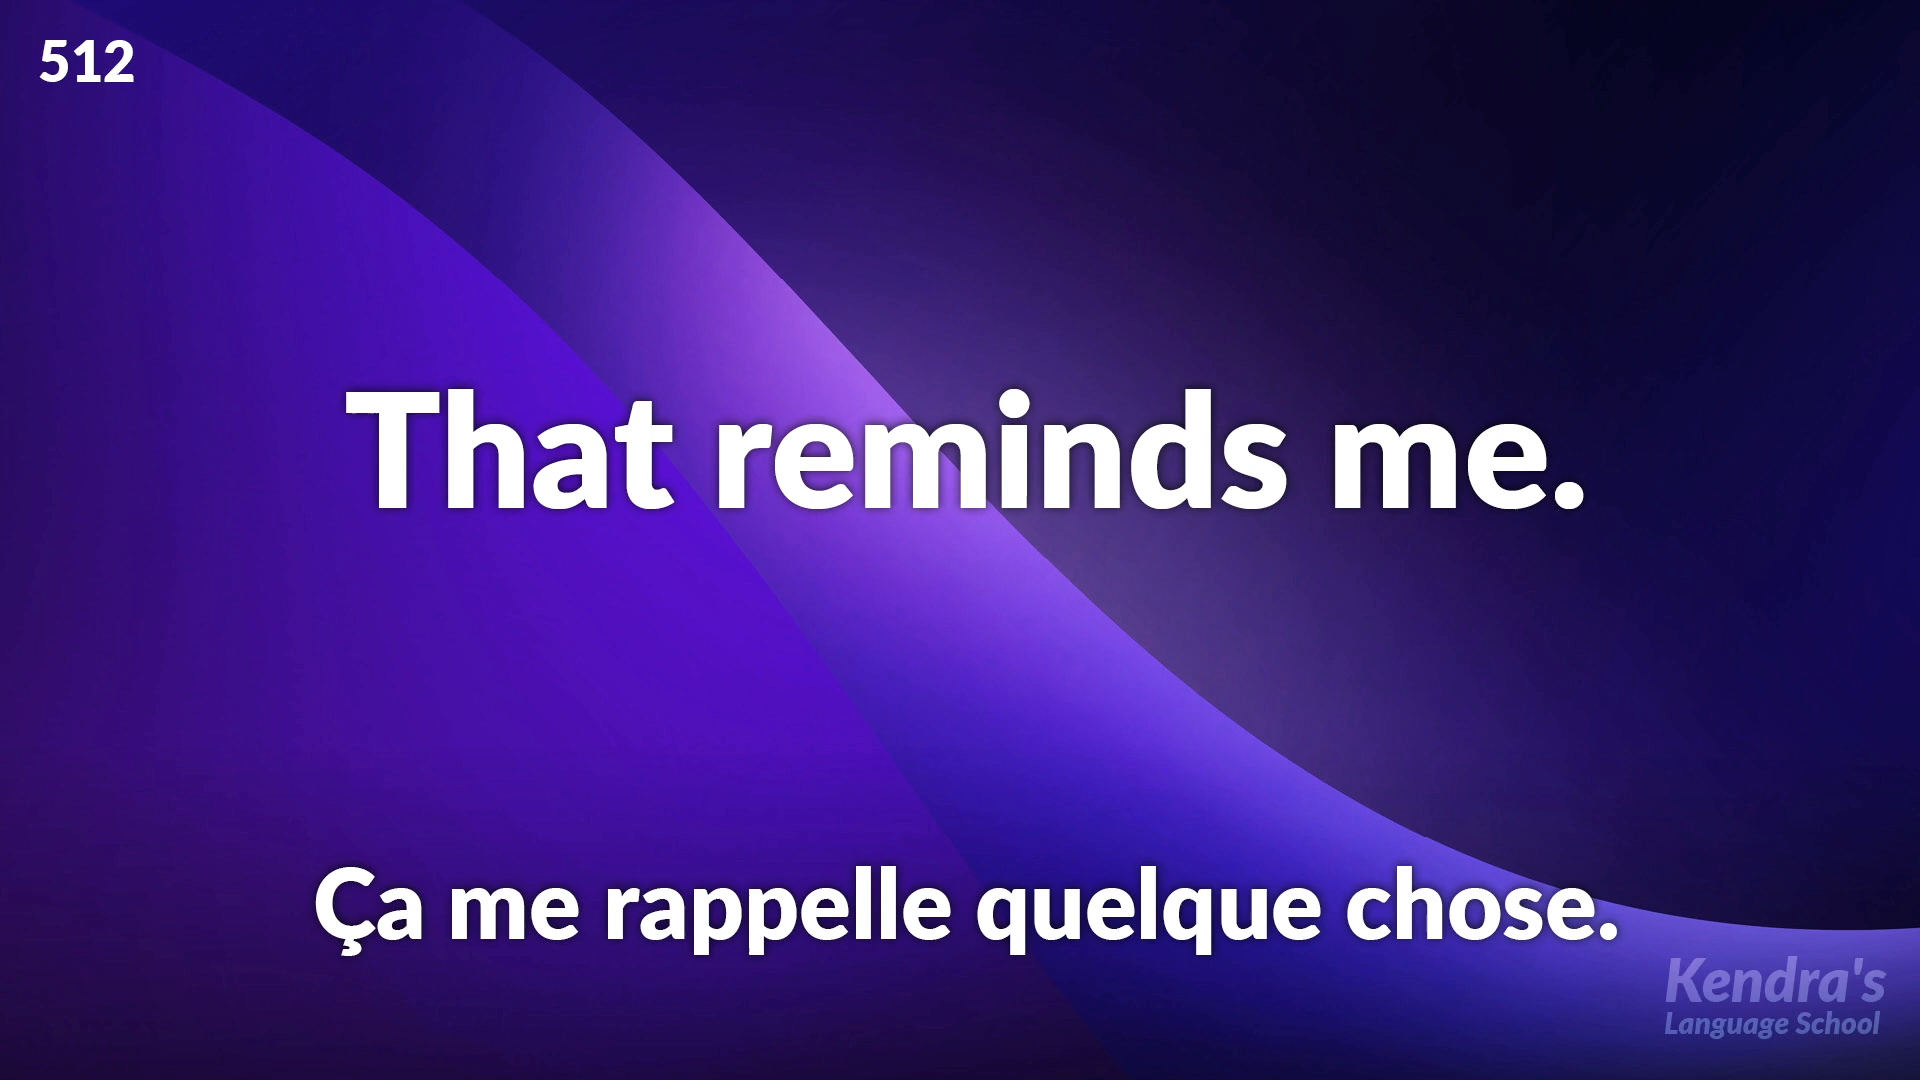 512
That reminds me.
Ça me rappelle quelque chose.
Kendra's
Language School